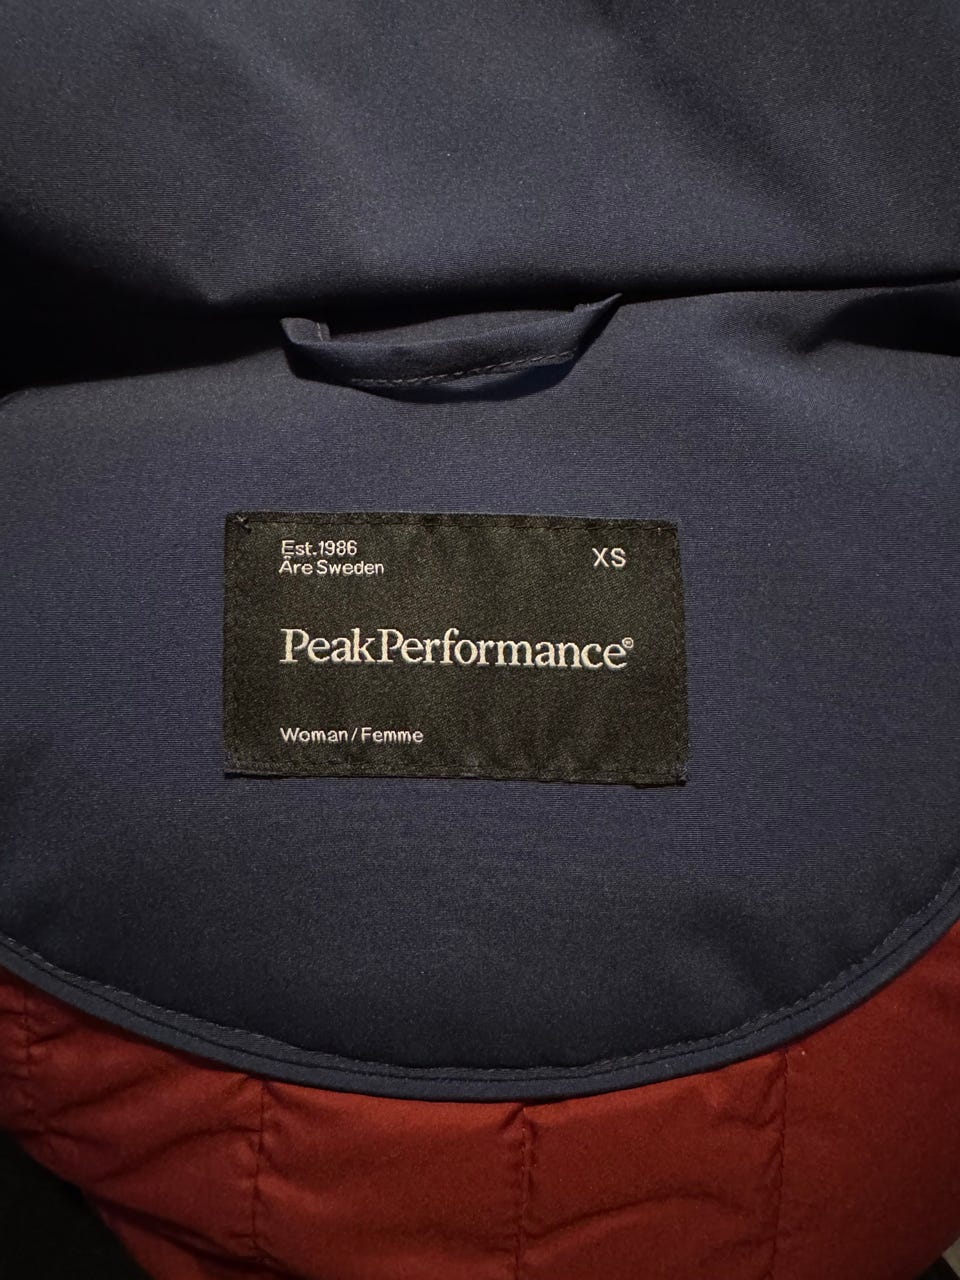 Est.1986
Åre Sweden
XS
PeakPerformance®
Woman/Femme